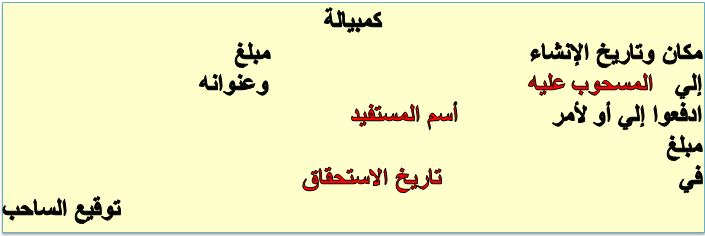 كمبيالة
مكان وتاريخ الإنشاء مبلغ
إلي المسحوب عليه وعنوانه
ادفعوا إلي أو لأمر أسم المستفيد
مبلغ
في تاريخ الاستحقاق
توقيع الساحب